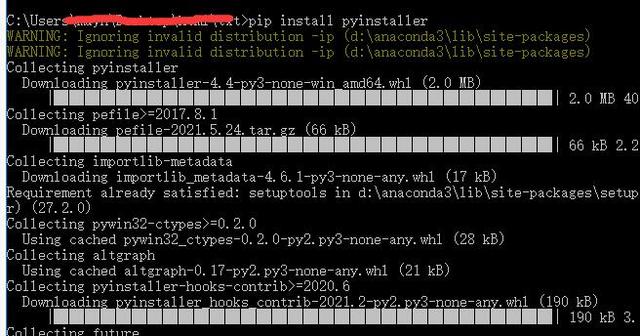 C:\Users\ \Desktop\ >pip install pyinstaller
WARNING: Ignoring invalid distribution -ip (d:\anaconda3\lib\site-packages)
WARNING: Ignoring invalid distribution -ip (d:\anaconda3\lib\site-packages)
Collecting pyinstaller
Downloading pyinstaller-4.4-py3-none-win_amd64.whl (2.0 MB)
2.0 MB 40
Collecting pefile>=2017.8.1
Downloading pefile-2021.5.24.tar.gz (66 kB)
66 kB 2.2
Collecting importlib-metadata
Downloading importlib_metadata-4.6.1-py3-none-any.whl (17 kB)
Requirement already satisfied: setuptools in d:\anaconda3\lib\site-packages\setup
r) (27.2.0)
Collecting pywin32-ctypes>=0.2.0
Using cached pywin32_ctypes-0.2.0-py2.py3-none-any.whl (28 kB)
Collecting altgraph
Using cached altgraph-0.17-py2.py3-none-any.whl (21 kB)
Collecting pyinstaller-hooks-contrib>=2020.6
Downloading pyinstaller_hooks_contrib-2021.2-py2.py3-none-any.whl (190 kB)
190 kB 3.
Collecting future